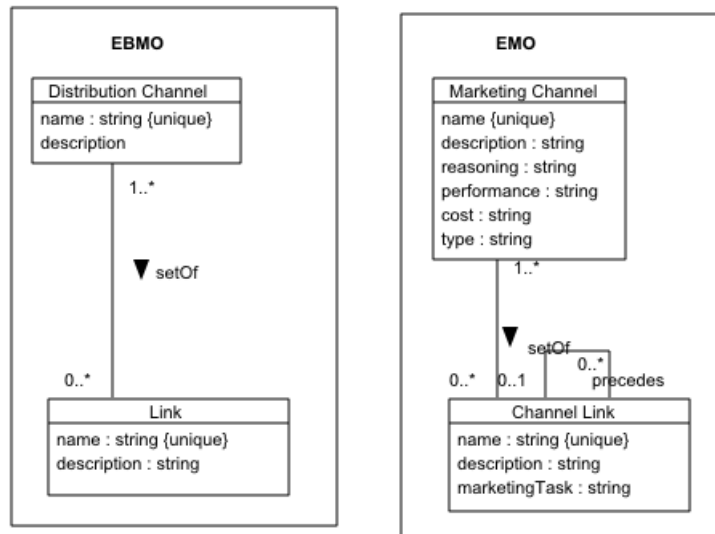 EBMO
Distribution Channel
name : string {unique}
description
1..*
setOf
0..*
Link
name : string {unique}
description : string
EMO
Marketing Channel
name {unique}
description : string
reasoning : string
performance : string
cost : string
type : string
1..*
setOf
0..*
0..*
0..1
precedes
Channel Link
name : string {unique}
description : string
marketingTask : string